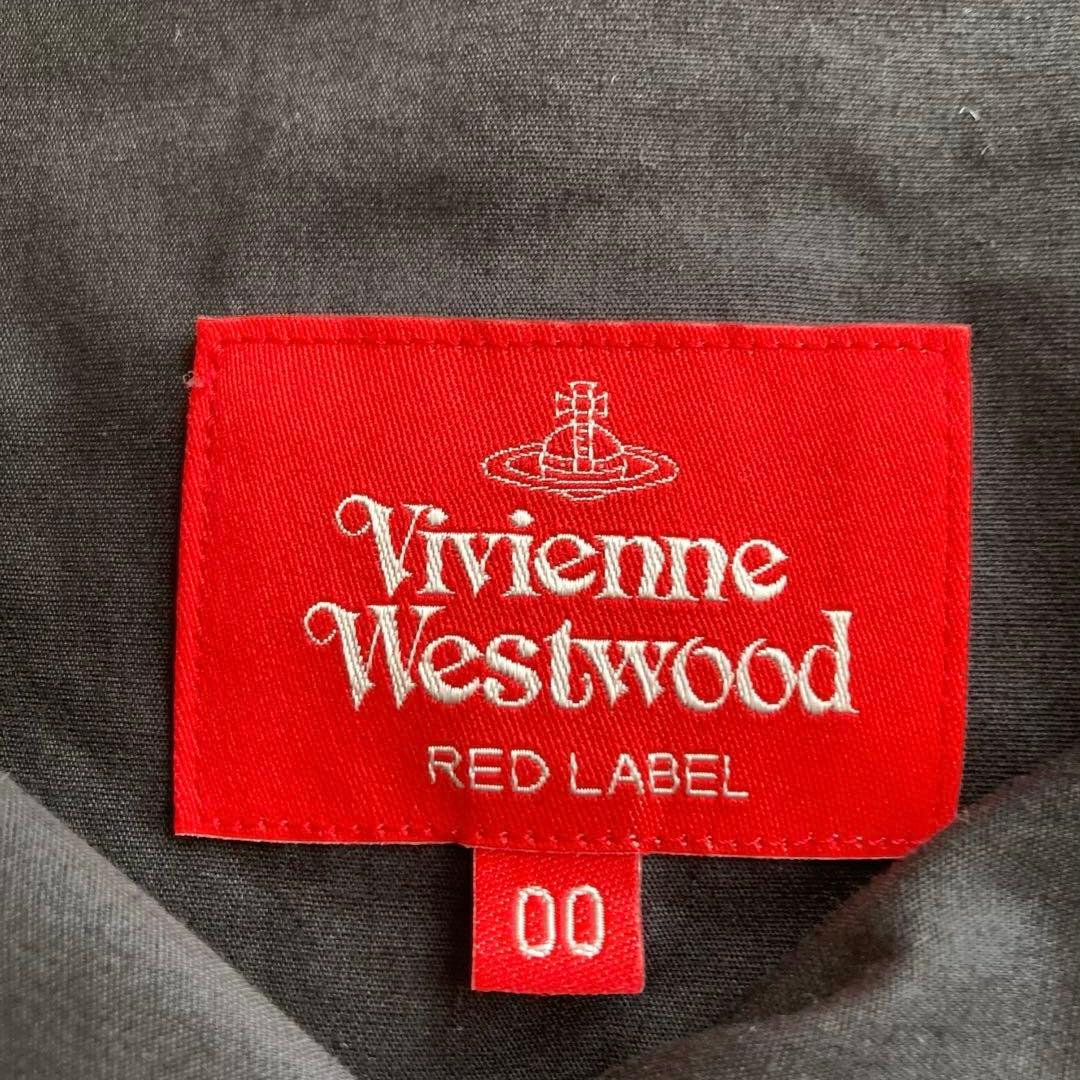 Vivienne
Westwood
RED LABEL
00